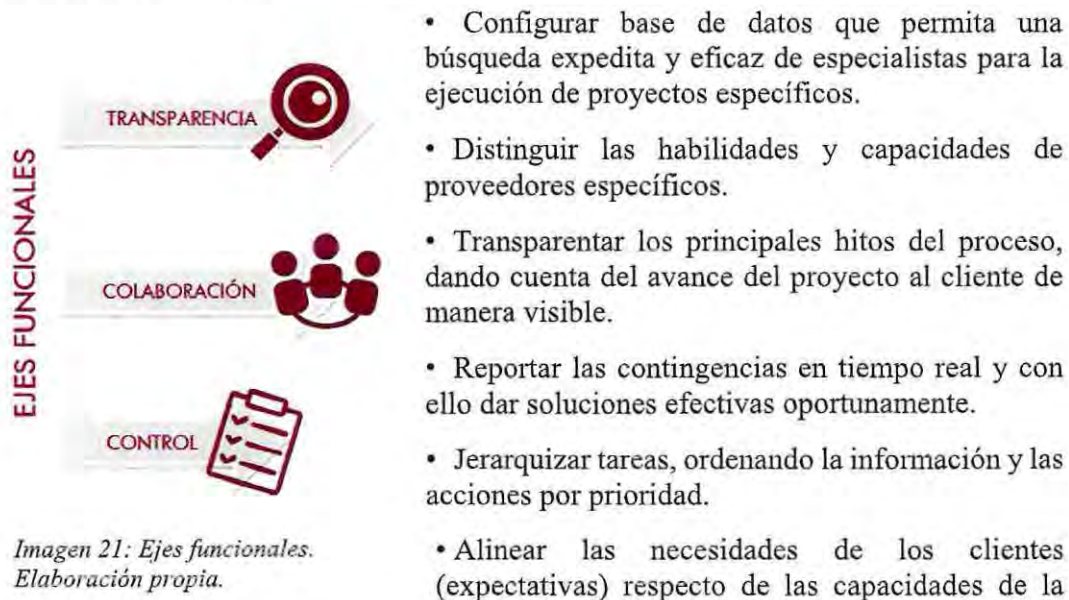 EJES FUNCIONALES
TRANSPARENCIA
COLABORACIÓN
CONTROL
Imagen 21: Ejes funcionales.
Elaboración propia.
• Configurar base de datos que permita una
búsqueda expedita y eficaz de especialistas para la
ejecución de proyectos específicos.
• Distinguir las habilidades y capacidades de
proveedores específicos.
• Transparentar los principales hitos del proceso,
dando cuenta del avance del proyecto al cliente de
manera visible.
• Reportar las contingencias en tiempo real y con
ello dar soluciones efectivas oportunamente.
• Jerarquizar tareas, ordenando la información y las
acciones por prioridad.
• Alinear las necesidades de los clientes
(expectativas) respecto de las capacidades de la